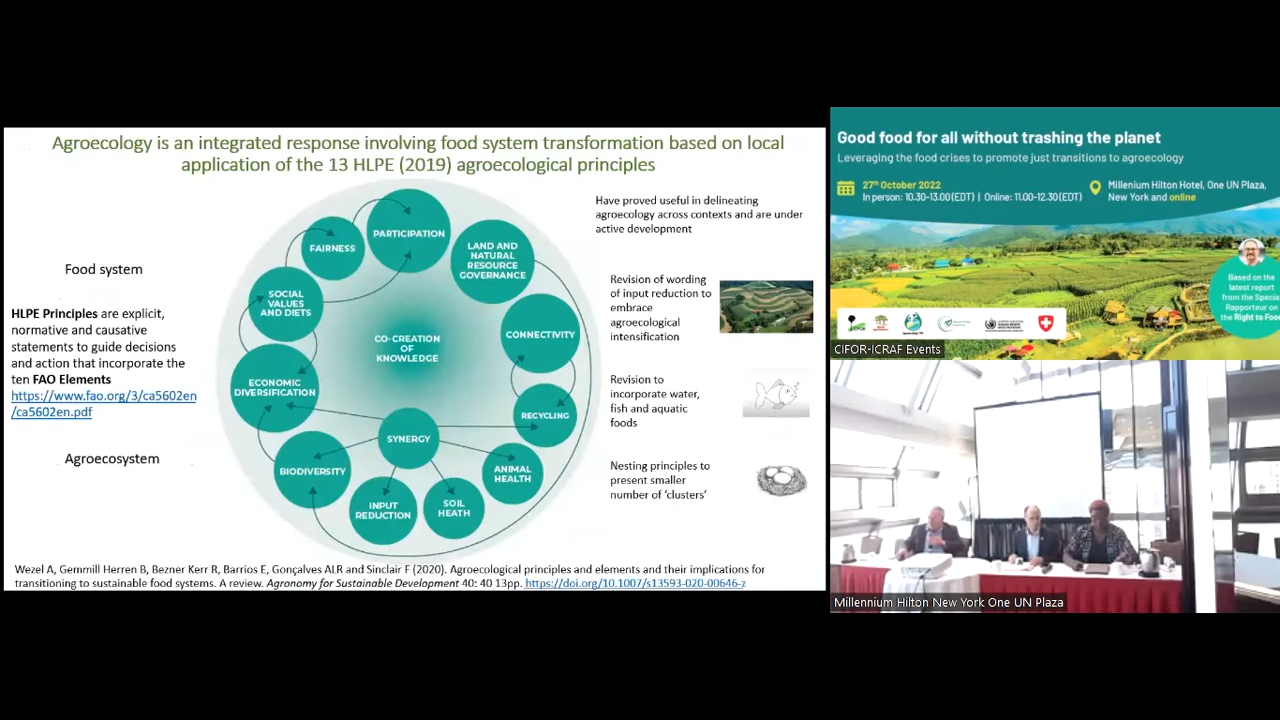 Agroecology is an integrated response involving food system transformation based on local
application of the 13 HLPE (2019) agroecological principles
Food system
HLPE Principles are explicit,
normative and causative
statements to guide decisions
and action that incorporate the
ten FAO Elements
https://www.fao.org/3/ca5602en
/ca5602en.pdf
Agroecosystem
PARTICIPATION
FAIRNESS
LAND AND
NATURAL
RESOURCE
GOVERNANCE
SOCIAL
VALUES
AND DIETS
CONNECTIVITY
CO-CREATION
OF
KNOWLEDGE
ECONOMIC
DIVERSIFICATION
RECYCLING
SYNERGY
BIODIVERSITY
ANIMAL
HEALTH
INPUT
REDUCTION
SOIL
HEATH
Have proved useful in delineating
agroecology across contexts and are under
active development
Revision of wording
of input reduction to
embrace
agroecological
intensification
Revision to
incorporate water,
fish and aquatic
foods
Nesting principles to
present smaller
number of ‘clusters’
Wezel A, Gemmill Herren B, Bezner Kerr R, Barrios E, Gonçalves ALR and Sinclair F (2020). Agroecological principles and elements and their implications for
transitioning to sustainable food systems. A review. Agronomy for Sustainable Development 40: 40 13pp. https://doi.org/10.1007/s13593-020-00646-z
Good food for all without trashing the planet
Leveraging the food crises to promote just transitions to agroecology
27th October 2022
In person: 10.30-13.00(EDT) | Online: 11.00-12.30(EDT)
Millenium Hilton Hotel, One UN Plaza,
New York and online
Based on the
latest report
from the Specia
Rapporteur on
the Right to Foo
CIFOR-ICRAF Events
Millennium Hilton New York One UN Plaza